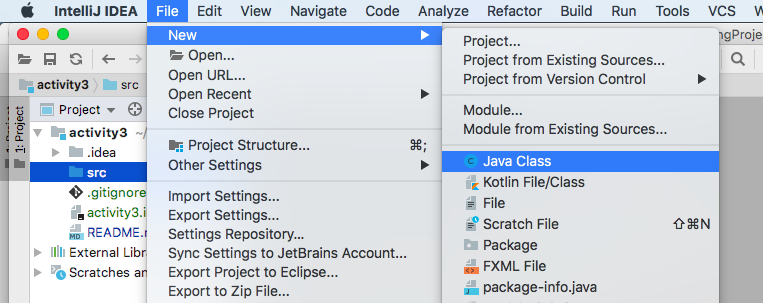 IntelliJ IDEA File Edit View Navigate Code Analyze Refactor Build Run Tools VCS
activity3 src
Project
1: Project
activity3 ~/
.idea
src
.gitignore
activity3.i
README.
External Libr
Scratches an
New
Open...
Open URL...
Open Recent
Close Project
Project Structure... ⌘;
Other Settings
Import Settings...
Export Settings...
Settings Repository...
Sync Settings to JetBrains Account...
Export Project to Eclipse...
Export to Zip File...
ngProje
Project...
Project from Existing Sources...
Project from Version Control
Module...
Module from Existing Sources...
Java Class
Kotlin File/Class
File
Scratch File ⇧⌘N
Package
FXML File
package-info.java